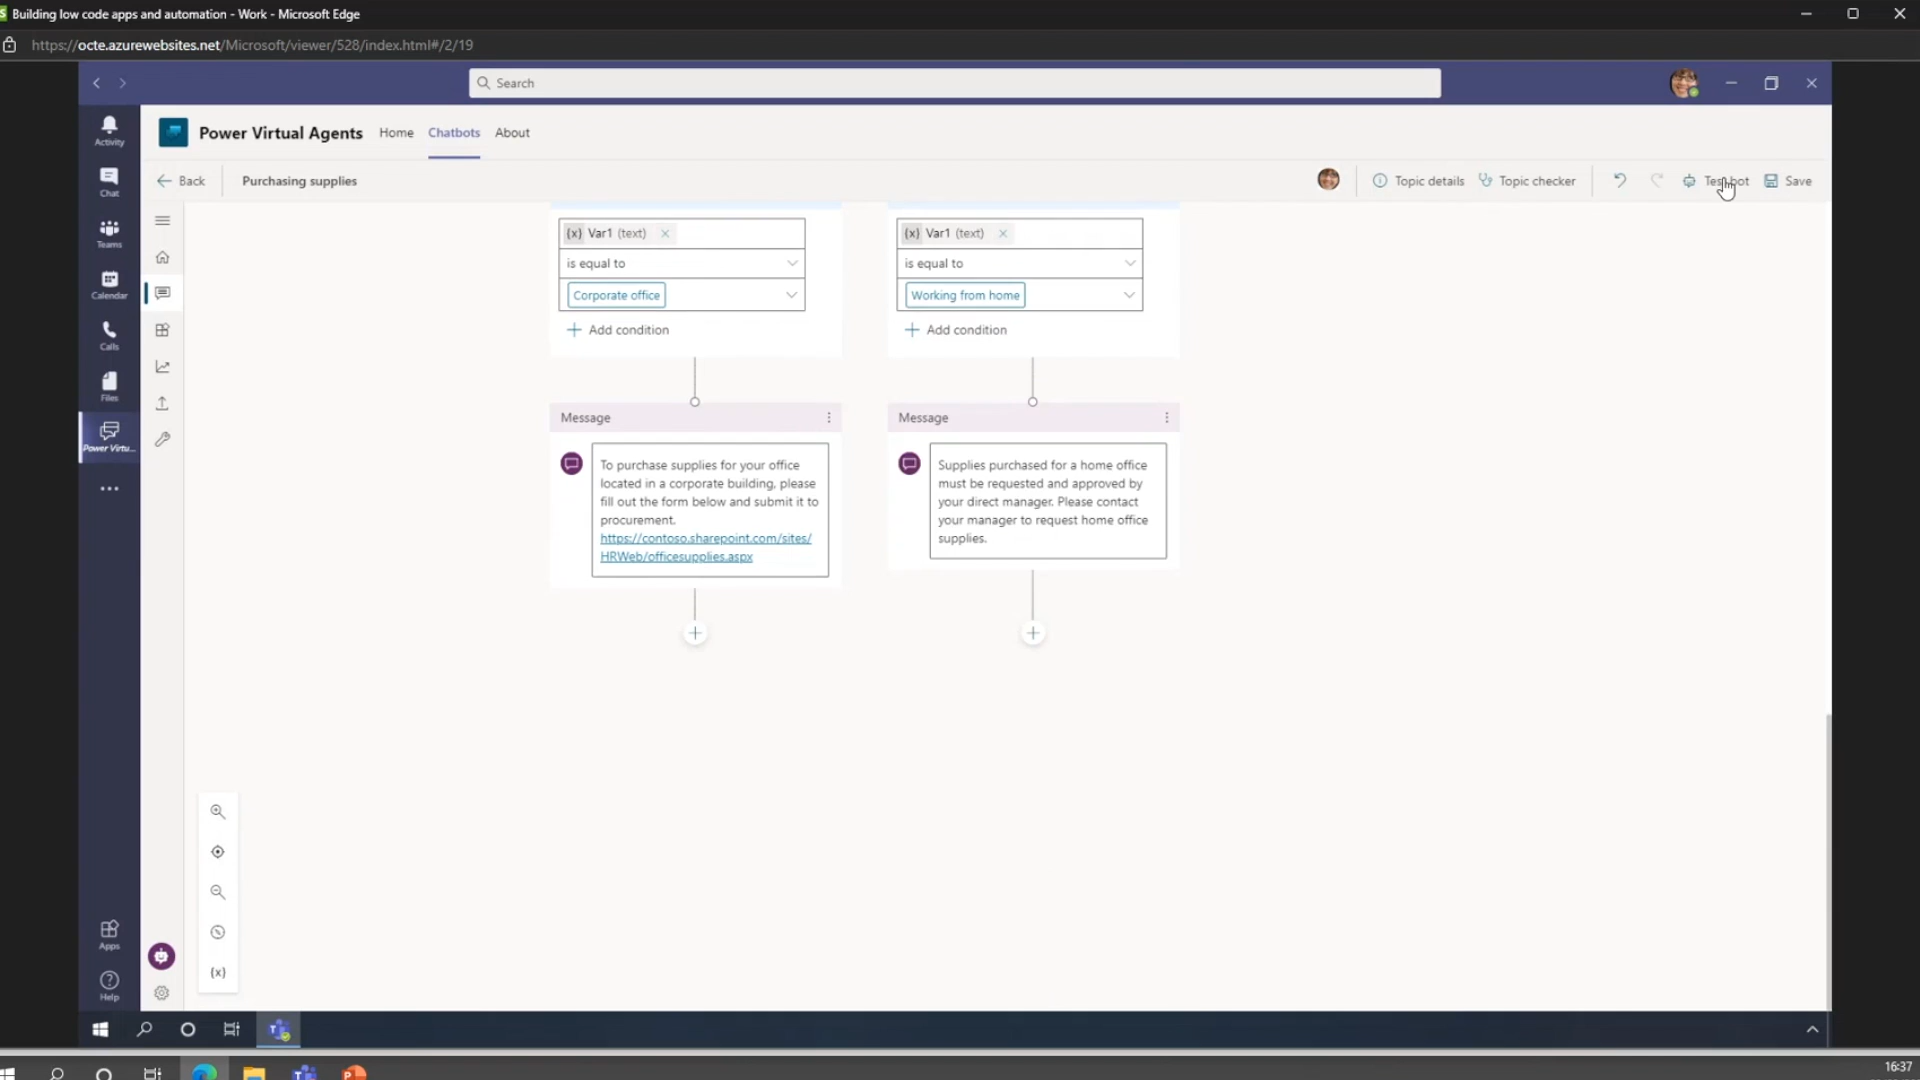 Building low code apps and automation - Work - Microsoft Edge
https://octe.azurewebsites.net/Microsoft/viewer/528/index.html#/2/19
Search
Activity
Chat
Teams
Calendar
Calls
Files
Power Virtu...
Apps
Help
Power Virtual Agents
Home
Chatbots
About
Back
Purchasing supplies
Topic details
Topic checker
Test bot
Save
(x) Var1 (text)
is equal to
Corporate office
Add condition
(x) Var1 (text)
is equal to
Working from home
Add condition
Message
To purchase supplies for your office
located in a corporate building, please
fill out the form below and submit it to
procurement.
https://contoso.sharepoint.com/sites/
HRWeb/officesupplies.aspx
Message
Supplies purchased for a home office
must be requested and approved by
your direct manager. Please contact
your manager to request home office
supplies.
(x)
16:37